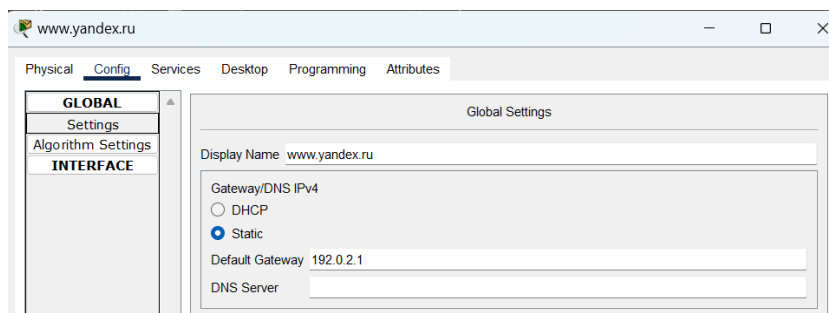 www.yandex.ru
Physical Config Services Desktop Programming Attributes
GLOBAL
Settings
Algorithm Settings
INTERFACE
Global Settings
Display Name www.yandex.ru
Gateway/DNS IPv4
DHCP
Static
Default Gateway 192.0.2.1
DNS Server